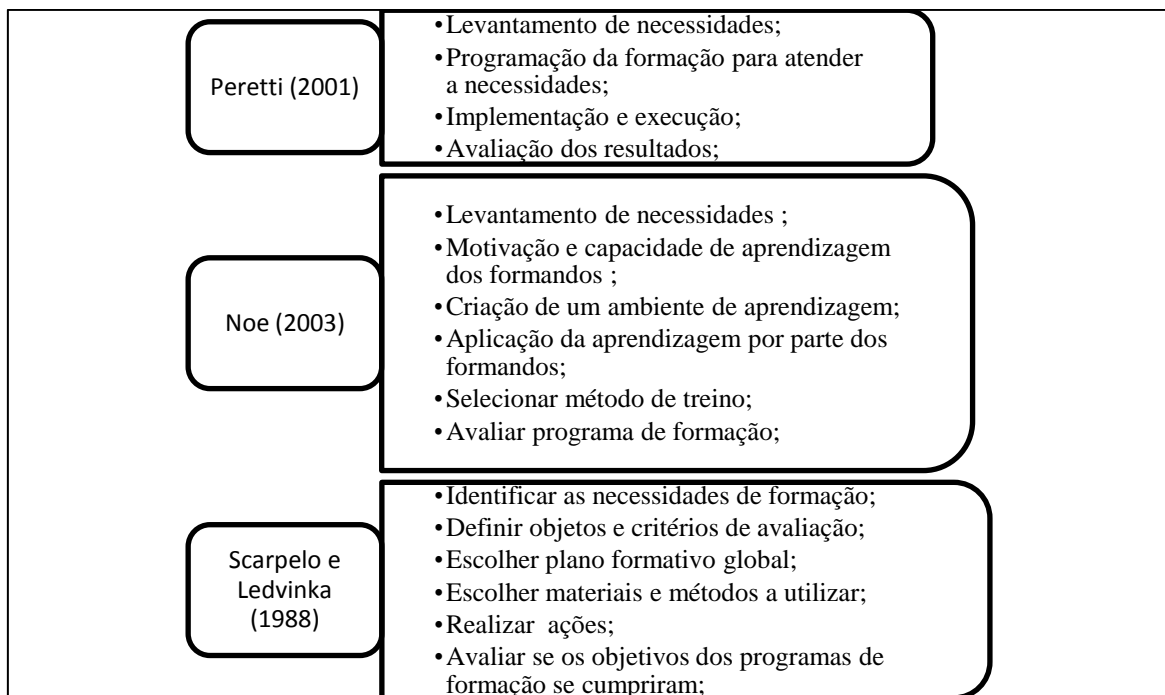 Peretti (2001)
•Levantamento de necessidades;
•Programação da formação para atender
a necessidades;
•Implementação e execução;
•Avaliação dos resultados;
Noe (2003)
•Levantamento de necessidades ;
•Motivação e capacidade de aprendizagem
dos formandos ;
•Criação de um ambiente de aprendizagem;
•Aplicação da aprendizagem por parte dos
formandos;
•Selecionar método de treino;
•Avaliar programa de formação;
Scarpelo e
Ledvinka
(1988)
•Identificar as necessidades de formação;
•Definir objetos e critérios de avaliação;
•Escolher plano formativo global;
•Escolher materiais e métodos a utilizar;
•Realizar ações;
•Avaliar se os objetivos dos programas de
formação se cumpriram;